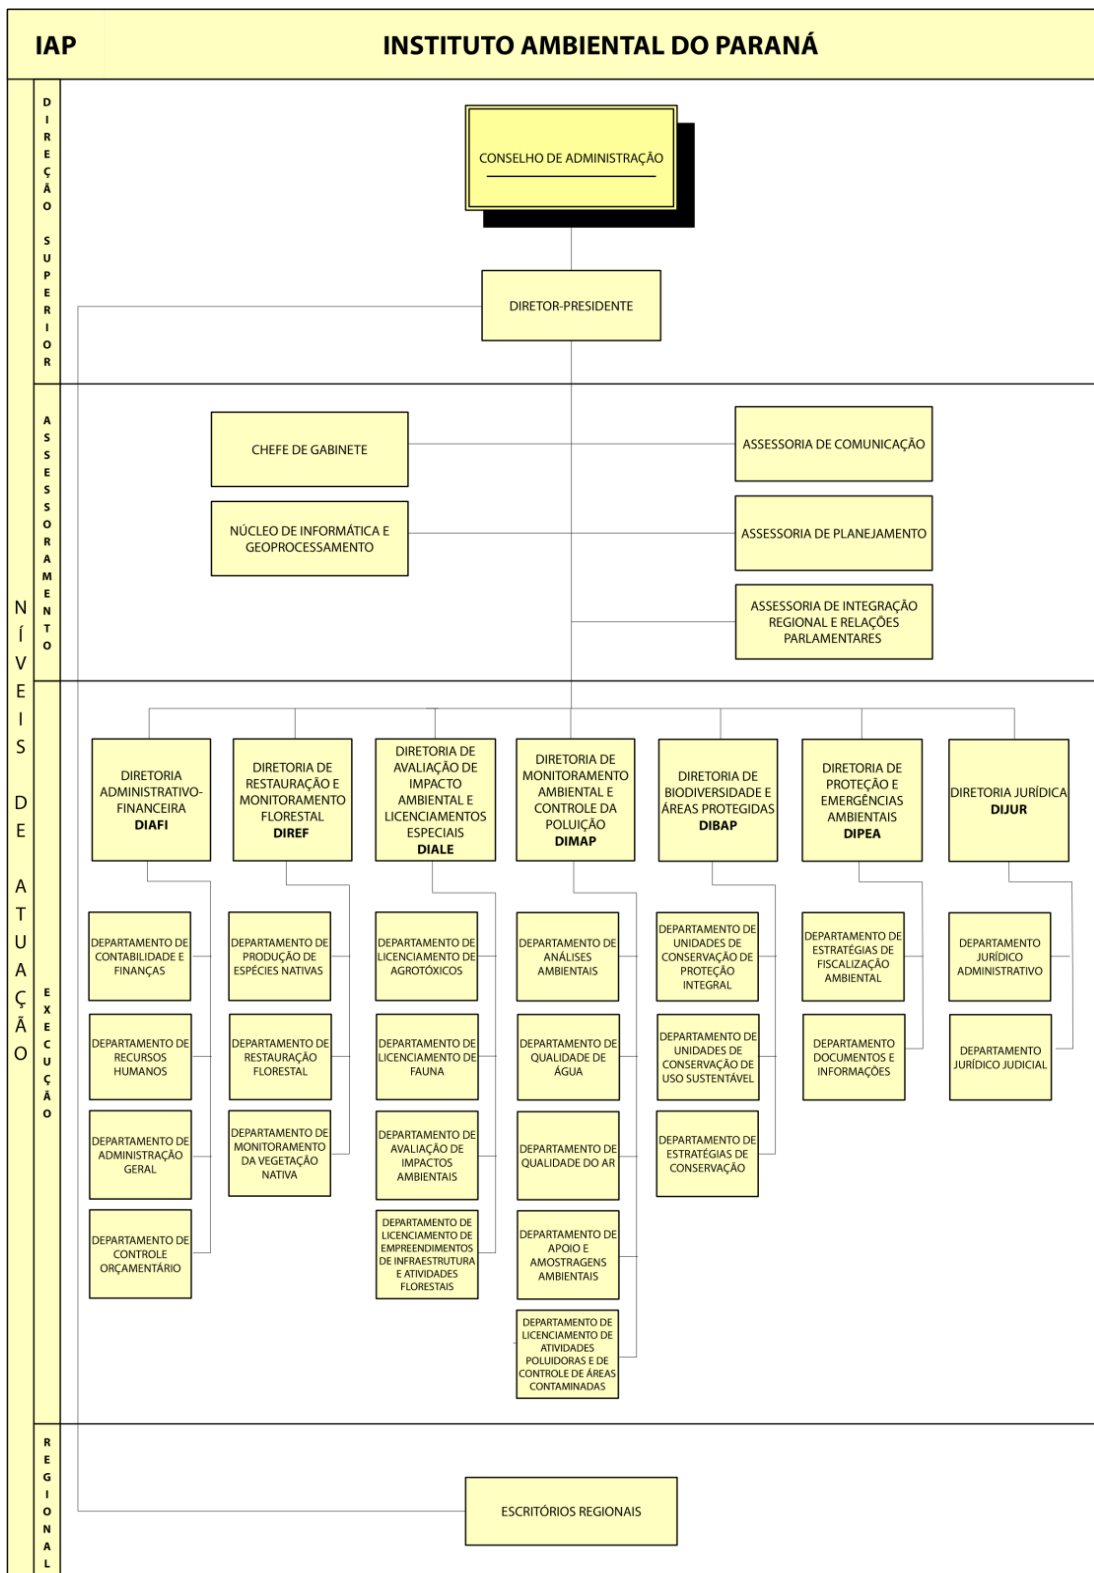 IAP
INSTITUTO AMBIENTAL DO PARANÁ
NÍVEIS DE ATUAÇÃO
DIREÇÃO SUPERIOR
CONSELHO DE ADMINISTRAÇÃO
DIRETOR-PRESIDENTE
ASSESSORAMENTO
CHEFE DE GABINETE
ASSESSORIA DE COMUNICAÇÃO
NÚCLEO DE INFORMÁTICA E
GEOPROCESSAMENTO
ASSESSORIA DE PLANEJAMENTO
ASSESSORIA DE INTEGRAÇÃO
REGIONAL E RELAÇÕES
PARLAMENTARES
EXECUÇÃO
DIRETORIA
ADMINISTRATIVO-
FINANCEIRA
DIAFI
DIRETORIA DE
RESTAURAÇÃO E
MONITORAMENTO
FLORESTAL
DIREF
DIRETORIA DE
AVALIAÇÃO DE
IMPACTO
AMBIENTAL E
LICENCIAMENTOS
ESPECIAIS
DIALE
DIRETORIA DE
MONITORAMENTO
AMBIENTAL E
CONTROLE DA
POLUIÇÃO
DIMAP
DIRETORIA DE
BIODIVERSIDADE E
ÁREAS PROTEGIDAS
DIBAP
DIRETORIA DE
PROTEÇÃO E
EMERGÊNCIAS
AMBIENTAIS
DIPEA
DIRETORIA JURÍDICA
DIJUR
DEPARTAMENTO DE
CONTABILIDADE E
FINANÇAS
DEPARTAMENTO DE
PRODUÇÃO DE
ESPÉCIES NATIVAS
DEPARTAMENTO DE
LICENCIAMENTO DE
AGROTÓXICOS
DEPARTAMENTO DE
ANÁLISES
AMBIENTAIS
DEPARTAMENTO DE
UNIDADES DE
CONSERVAÇÃO DE
PROTEÇÃO
INTEGRAL
DEPARTAMENTO
DE ESTRATÉGIAS DE
FISCALIZAÇÃO
AMBIENTAL
DEPARTAMENTO
JURÍDICO
ADMINISTRATIVO
DEPARTAMENTO DE
RECURSOS
HUMANOS
DEPARTAMENTO DE
RESTAURAÇÃO
FLORESTAL
DEPARTAMENTO DE
LICENCIAMENTO DE
FAUNA
DEPARTAMENTO DE
QUALIDADE DE
ÁGUA
DEPARTAMENTO DE
UNIDADES DE
CONSERVAÇÃO DE
USO SUSTENTÁVEL
DEPARTAMENTO
DOCUMENTOS E
INFORMAÇÕES
DEPARTAMENTO
JURÍDICO JUDICIAL
DEPARTAMENTO DE
ADMINISTRAÇÃO
GERAL
DEPARTAMENTO DE
MONITORAMENTO
DA VEGETAÇÃO
NATIVA
DEPARTAMENTO DE
AVALIAÇÃO DE
IMPACTOS
AMBIENTAIS
DEPARTAMENTO DE
QUALIDADE DO AR
DEPARTAMENTO DE
ESTRATÉGIAS DE
CONSERVAÇÃO
DEPARTAMENTO DE
CONTROLE
ORÇAMENTÁRIO
DEPARTAMENTO DE
LICENCIAMENTO DE
EMPREENDIMENTOS
DE INFRAESTRUTURA
E ATIVIDADES
FLORESTAIS
DEPARTAMENTO DE
APOIO E
AMOSTRAGENS
AMBIENTAIS
DEPARTAMENTO DE
LICENCIAMENTO DE
ATIVIDADES
POLUIDORAS E DE
CONTROLE DE ÁREAS
CONTAMINADAS
REGIONAL
ESCRITÓRIOS REGIONAIS